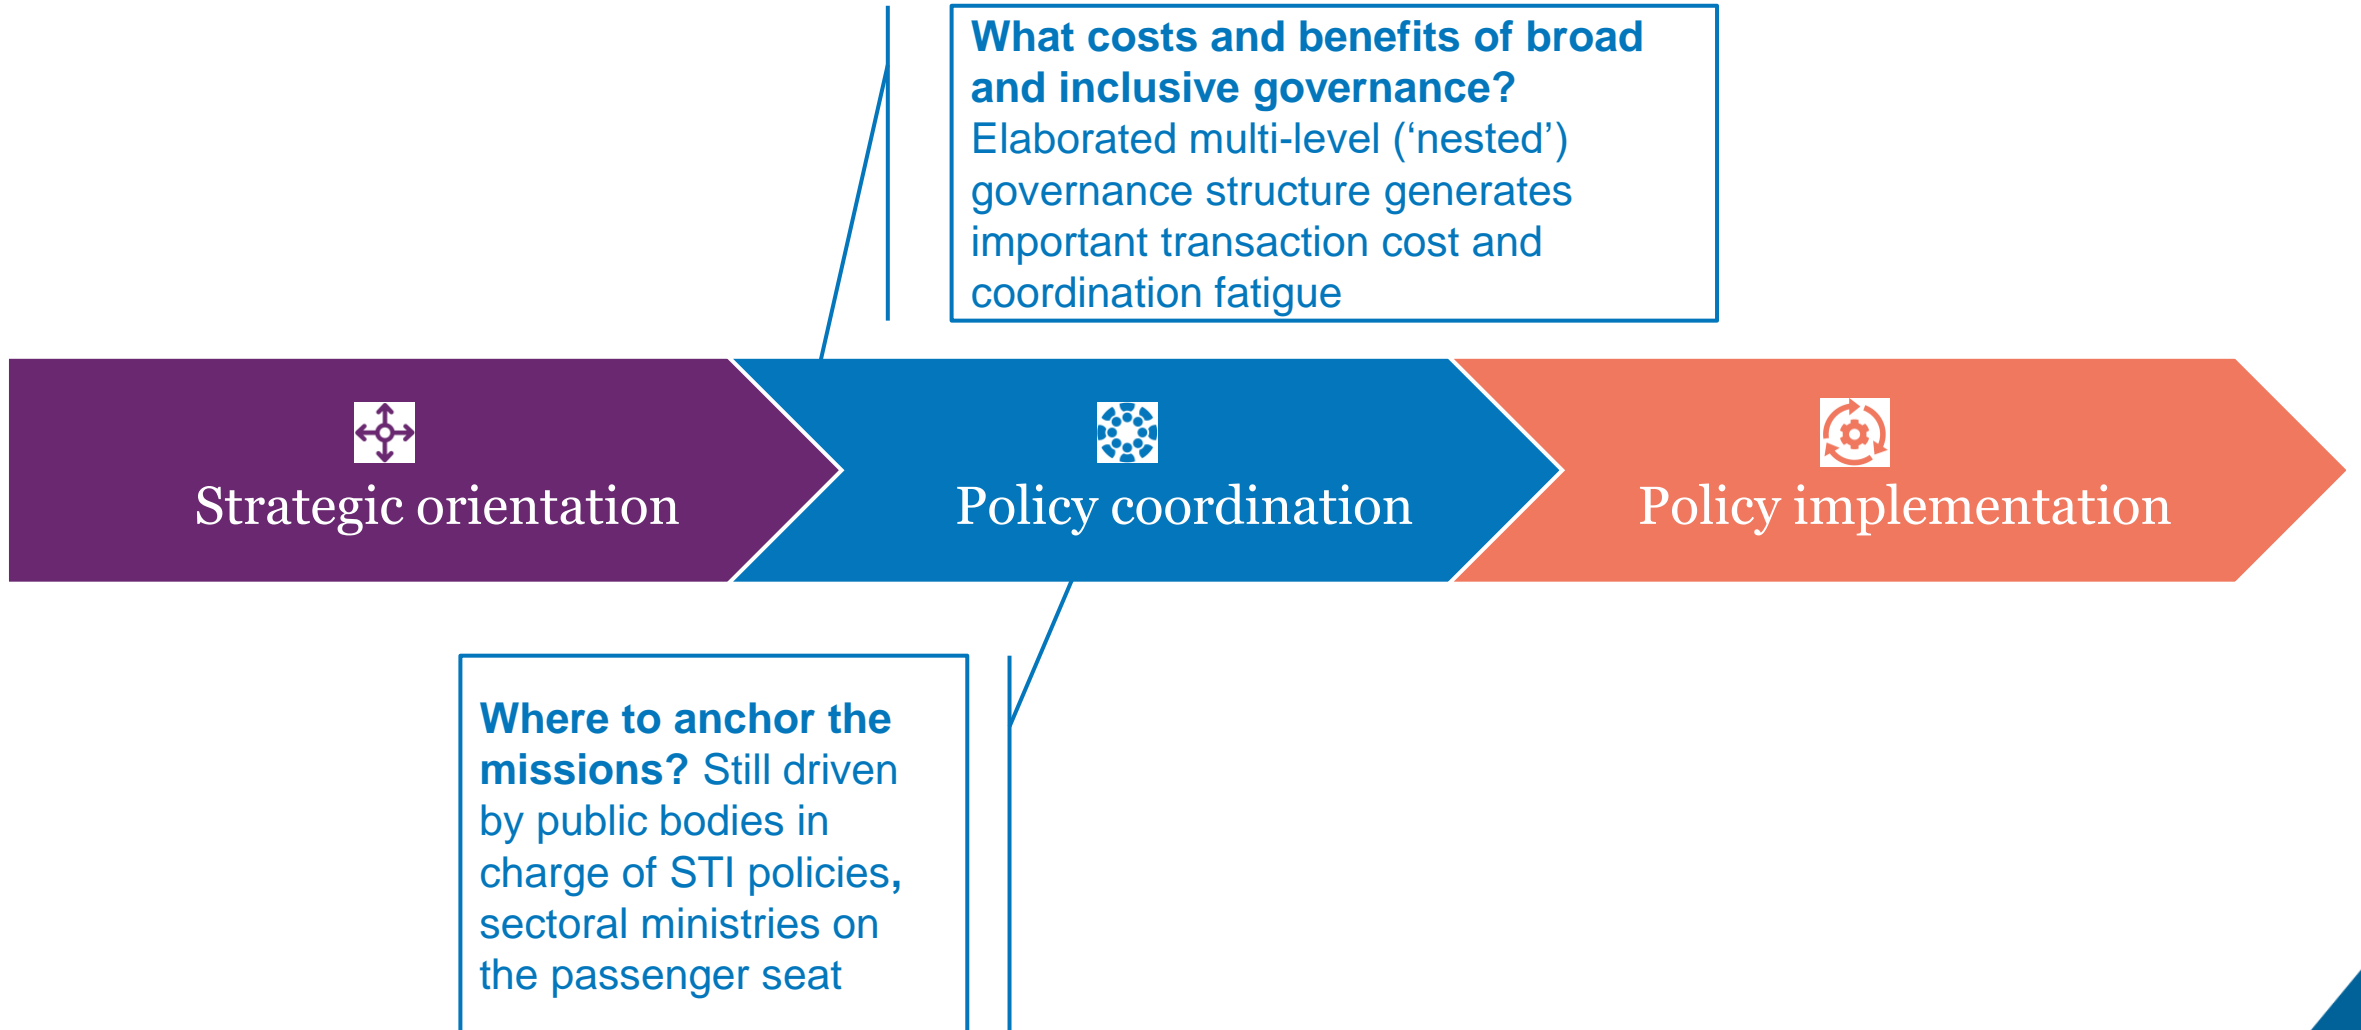 What costs and benefits of broad
and inclusive governance?
Elaborated multi-level (‘nested’)
governance structure generates
important transaction cost and
coordination fatigue
Strategic orientation
Policy coordination
Policy implementation
Where to anchor the
missions? Still driven
by public bodies in
charge of STI policies,
sectoral ministries on
the passenger seat